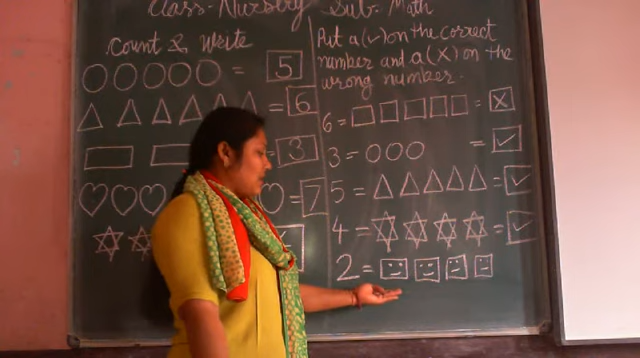 Class-Nursery Sub-Math
Count & Write
= 5
= 6
= 3
= 7
Put a (✓) on the correct
number and a (X) on the
wrong number.
6 = = X
3 = = ✓
5 = = ✓
4 = = ✓
2 =